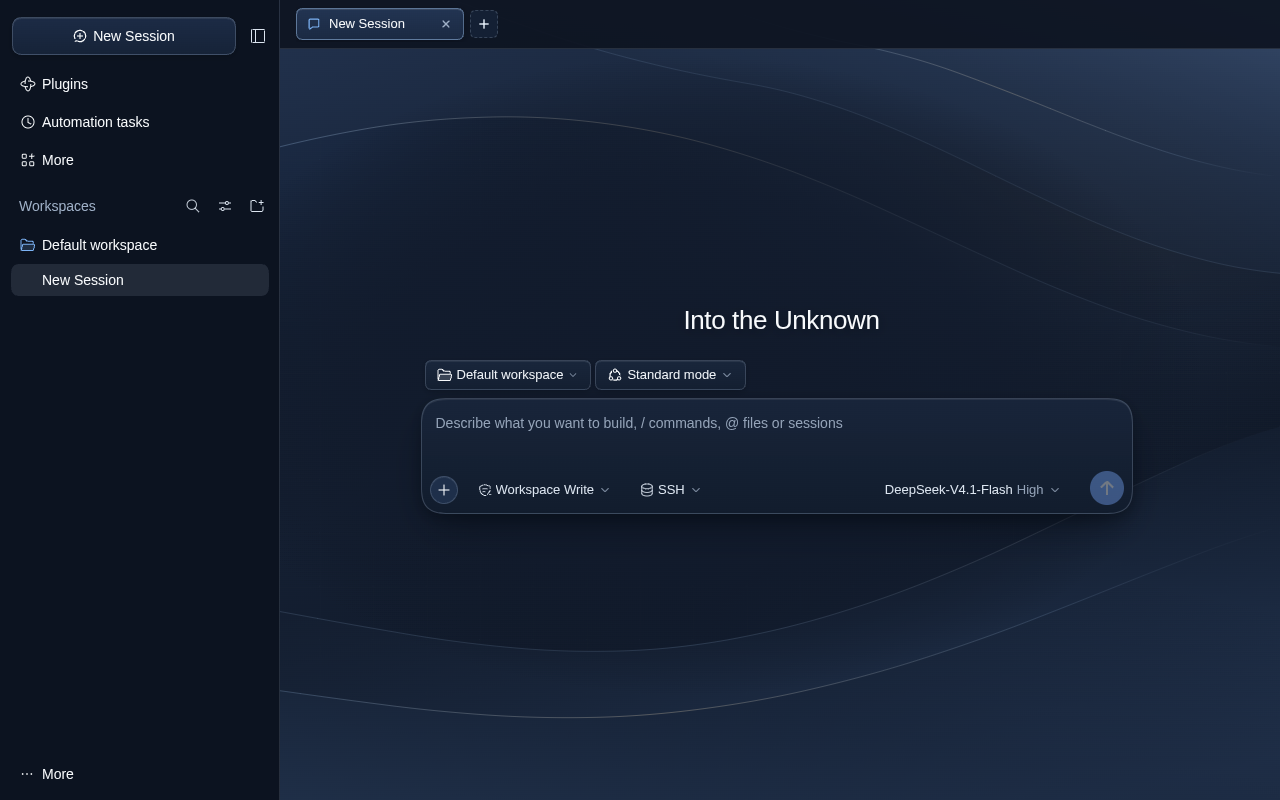 New Session
Plugins
Automation tasks
More
Workspaces
Default workspace
New Session
More
New Session
Into the Unknown
Default workspace
Standard mode
Describe what you want to build, / commands, @ files or sessions
Workspace Write
SSH
DeepSeek-V4.1-Flash High